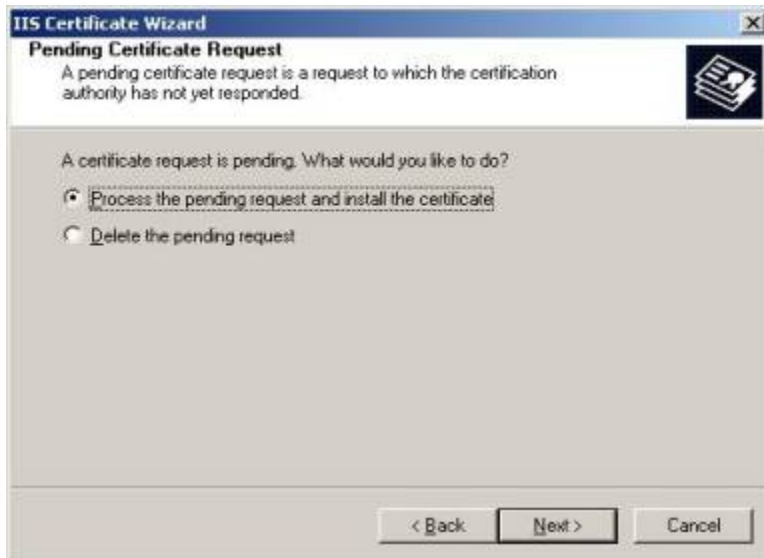 IIS Certificate Wizard
Pending Certificate Request
A pending certificate request is a request to which the certification
authority has not yet responded.
A certificate request is pending. What would you like to do?
Process the pending request and install the certificate
Delete the pending request
< Back
Next >
Cancel